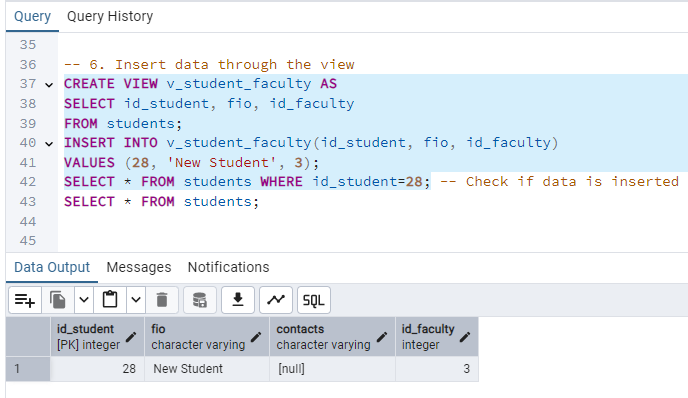 Query Query History
35
36 -- 6. Insert data through the view
37 CREATE VIEW v_student_faculty AS
38 SELECT id_student, fio, id_faculty
39 FROM students;
40 INSERT INTO v_student_faculty(id_student, fio, id_faculty)
41 VALUES (28, 'New Student', 3);
42 SELECT * FROM students WHERE id_student=28; -- Check if data is inserted
43 SELECT * FROM students;
44
45
Data Output Messages Notifications
SQL
id_student fio contacts id_faculty
[PK] integer character varying character varying integer
1 28 New Student [null] 3